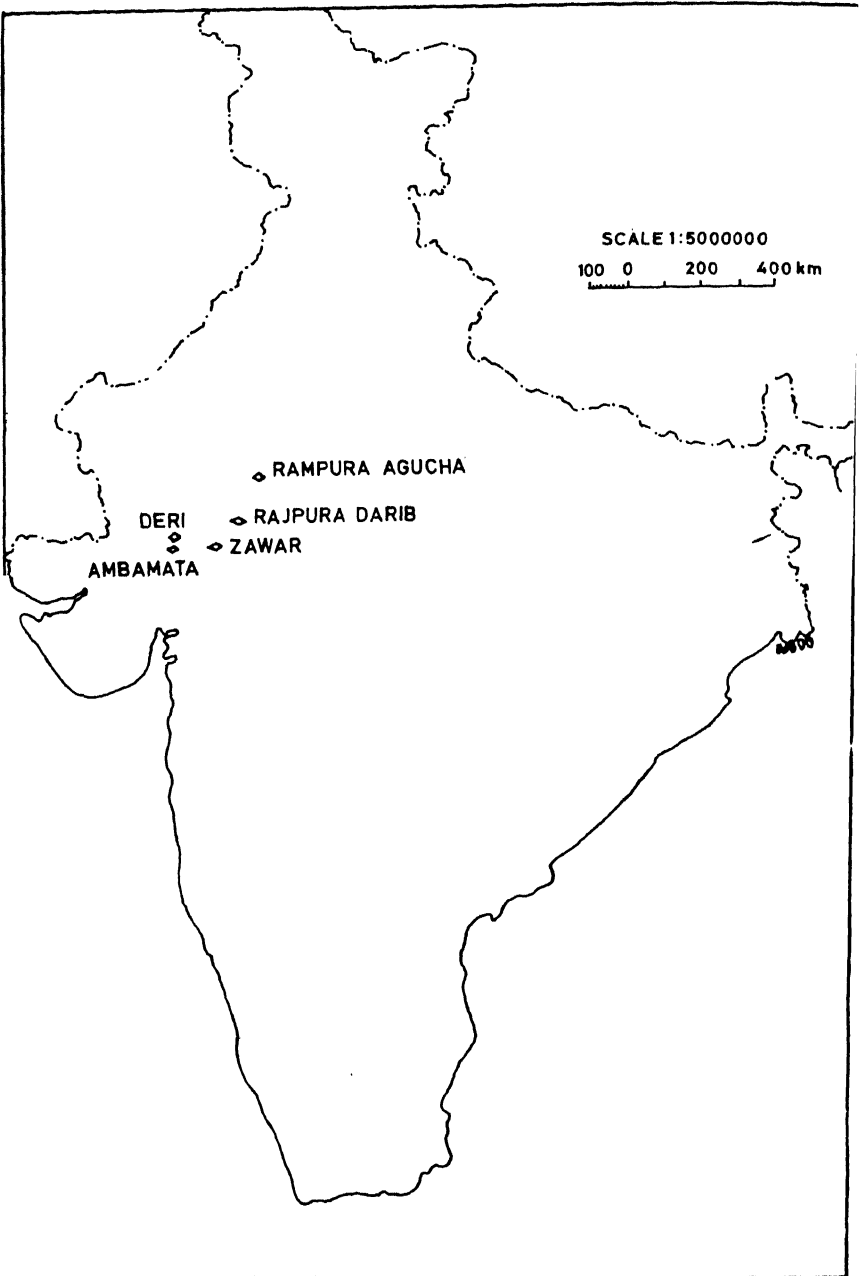 SCALE 1:5000000
100 0 200 400 km
RAMPURA AGUCHA
RAJPURA DARIB
DERI
ZAWAR
AMBAMATA